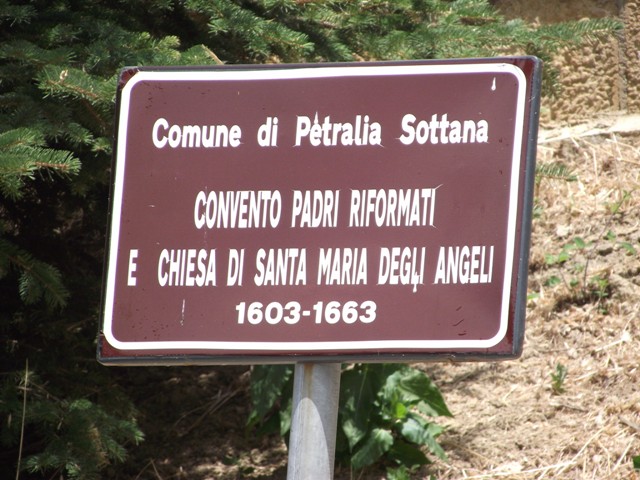 Comune di Petralia Sottana
CONVENTO PADRI RIFORMATI
E CHIESA DI SANTA MARIA DEGLI ANGELI
1603-1663